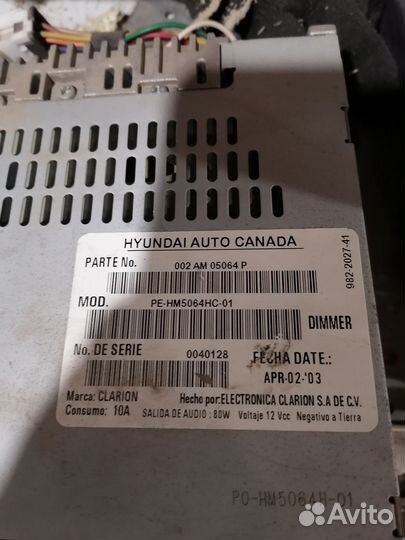 HYUNDAI AUTO CANADA
PARTE No. 002 AM 05064 P
982-2027-41
MOD. PE-HM5064HC-01
DIMMER
No. DE SERIE 0040128
FECHA DATE.:
APR-02-'03
Marca: CLARION Hecho por: ELECTRONICA CLARION S.A DE C.V.
Consumo: 10A SALIDA DE AUDIO : 80W Voltaje 12 Vcc Negativo a Tierra
PO-HM5064H-01
Avito